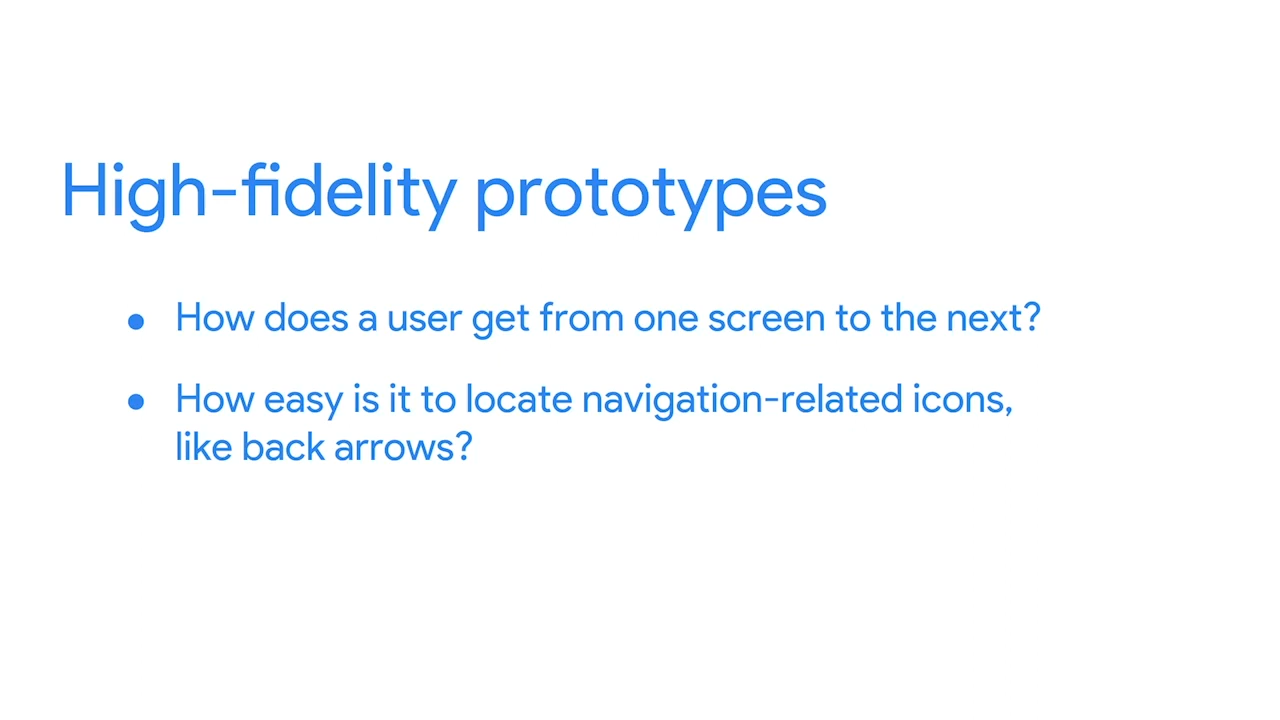 High-fidelity prototypes
● How does a user get from one screen to the next?
● How easy is it to locate navigation-related icons,
like back arrows?